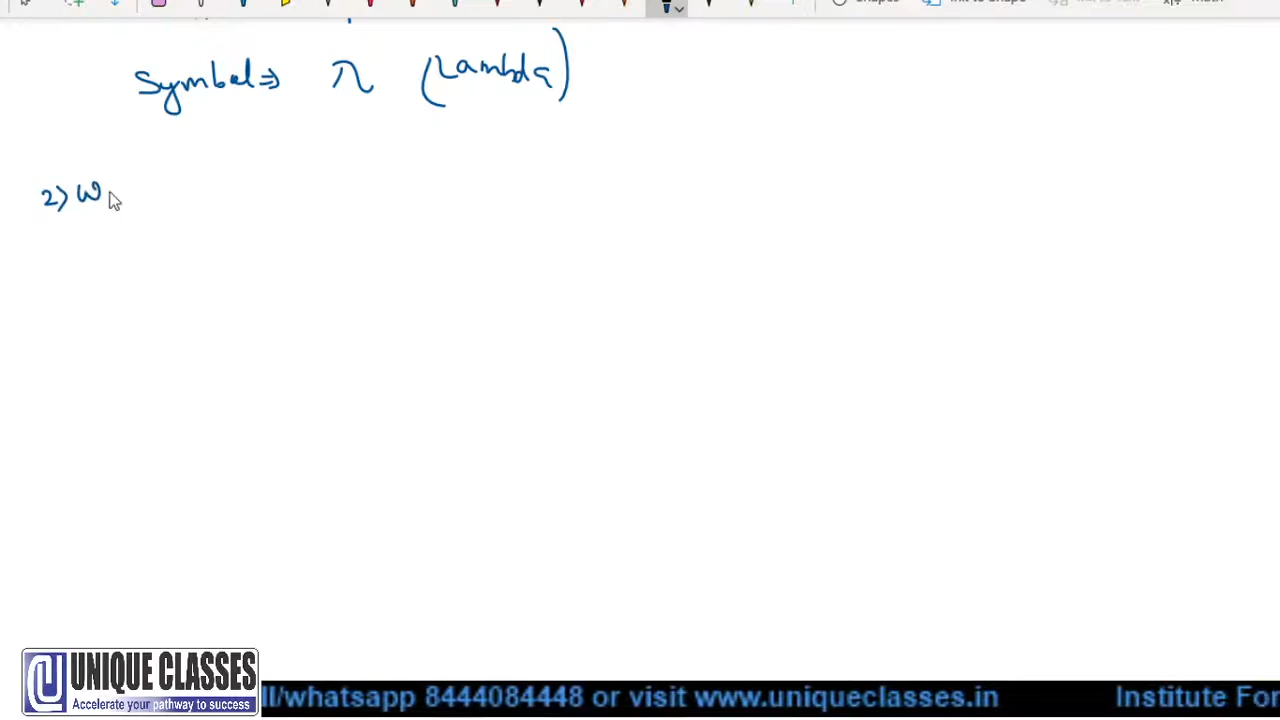 Symbol ⇒ λ (Lambda)
2) W
UNIQUE CLASSES
Accelerate your pathway to success
ll/whatsapp 8444084448 or visit www.uniqueclasses.in Institute For